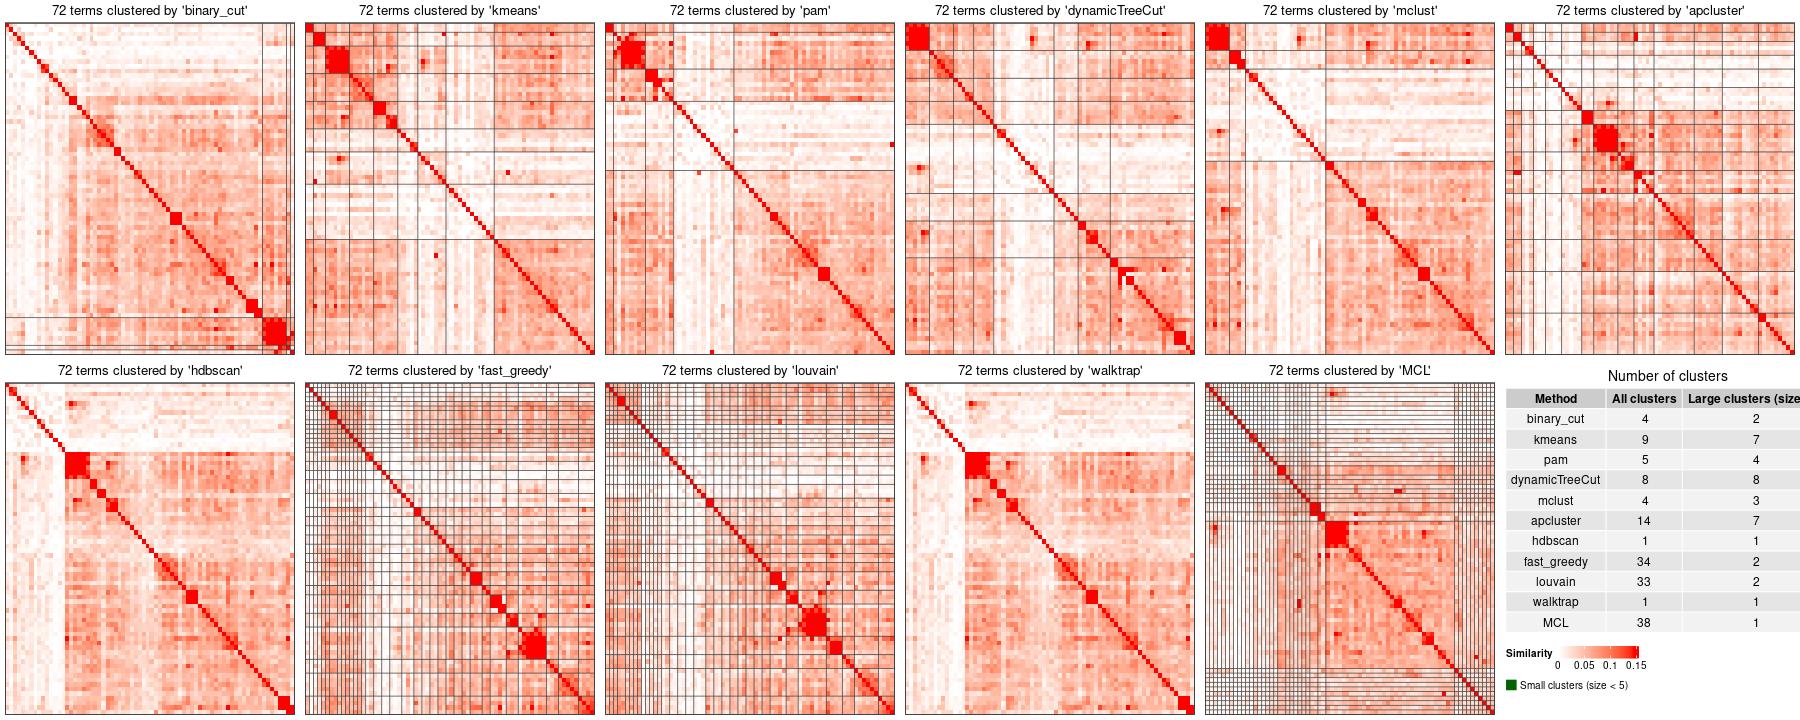 72 terms clustered by 'binary_cut'
72 terms clustered by 'kmeans'
72 terms clustered by 'pam'
72 terms clustered by 'dynamicTreeCut'
72 terms clustered by 'mclust'
72 terms clustered by 'apcluster'
72 terms clustered by 'hdbscan'
72 terms clustered by 'fast_greedy'
72 terms clustered by 'louvain'
72 terms clustered by 'walktrap'
72 terms clustered by 'MCL'
Number of clusters
Method All clusters Large clusters (size
binary_cut 4 2
kmeans 9 7
pam 5 4
dynamicTreeCut 8 8
mclust 4 3
apcluster 14 7
hdbscan 1 1
fast_greedy 34 2
louvain 33 2
walktrap 1 1
MCL 38 1
Similarity
0 0.05 0.1 0.15
Small clusters (size < 5)